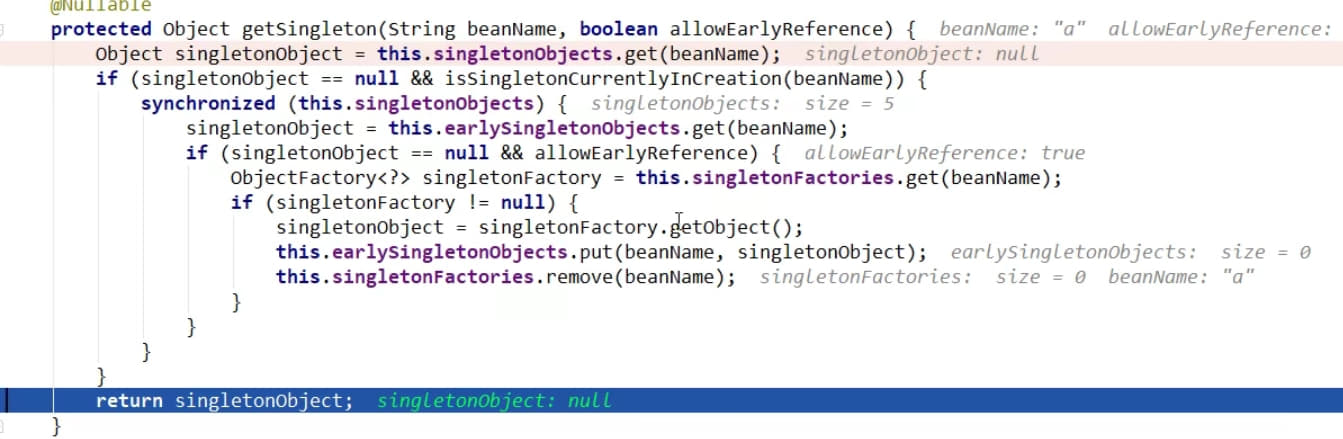 @Nullable
protected Object getSingleton(String beanName, boolean allowEarlyReference) {  beanName: "a"  allowEarlyReference:
Object singletonObject = this.singletonObjects.get(beanName);  singletonObject: null
if (singletonObject == null && isSingletonCurrentlyInCreation(beanName)) {
synchronized (this.singletonObjects) {  singletonObjects:  size = 5
singletonObject = this.earlySingletonObjects.get(beanName);
if (singletonObject == null && allowEarlyReference) {  allowEarlyReference: true
ObjectFactory<?> singletonFactory = this.singletonFactories.get(beanName);
if (singletonFactory != null) {
singletonObject = singletonFactory.getObject();
this.earlySingletonObjects.put(beanName, singletonObject);  earlySingletonObjects:  size = 0
this.singletonFactories.remove(beanName);  singletonFactories:  size = 0  beanName: "a"
}
}
}
}
return singletonObject;  singletonObject: null
}